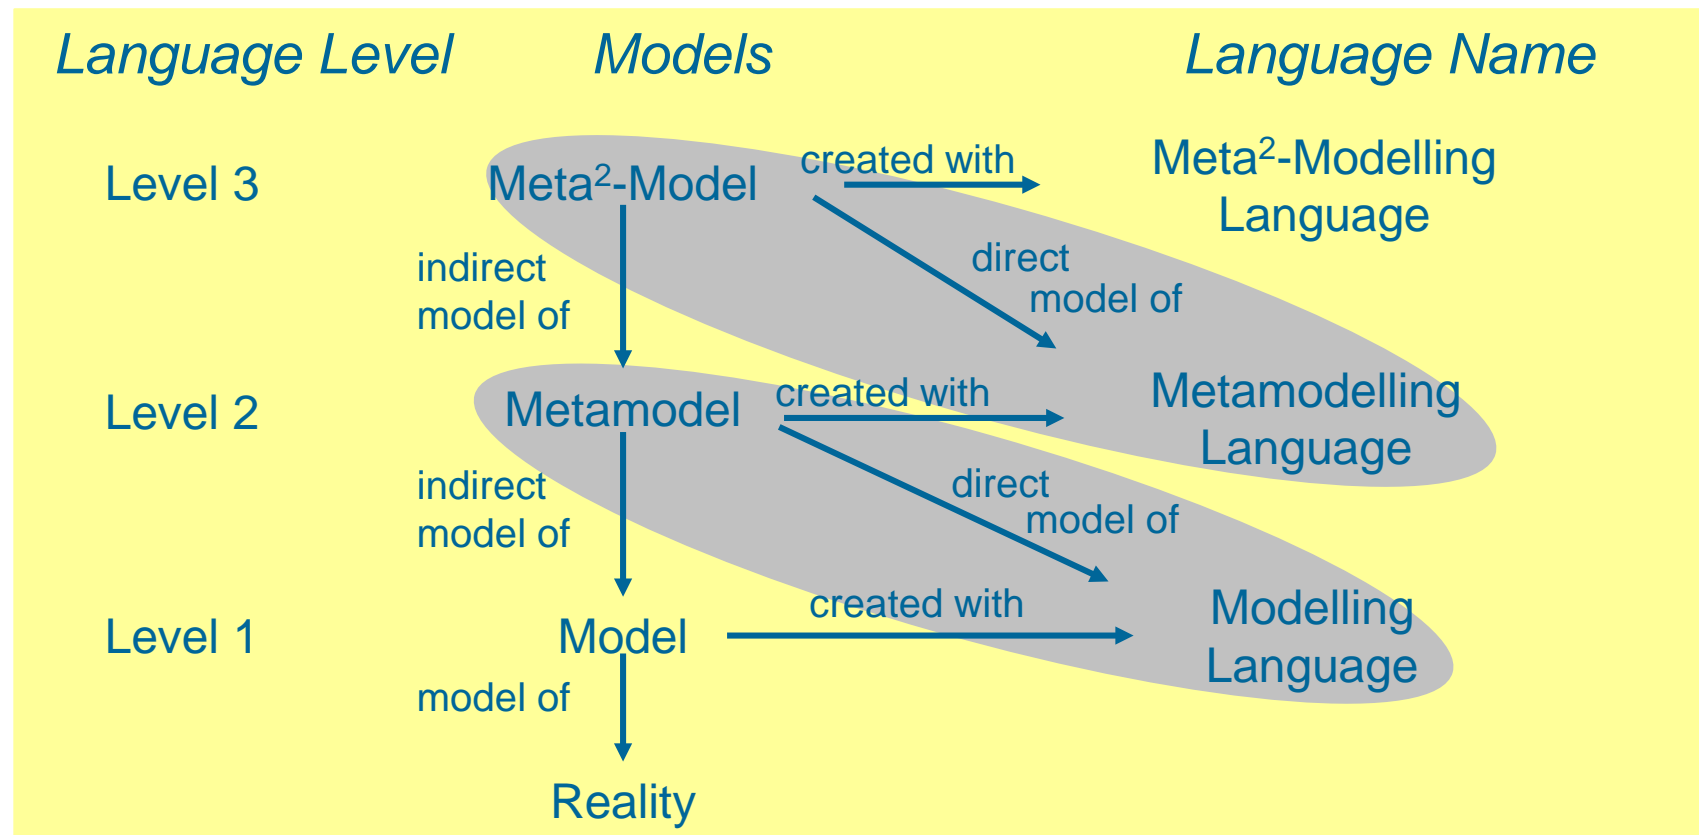 Language Level Models Language Name
Level 3 Meta²-Model created with Meta²-Modelling
Language
indirect
model of
direct
model of
Level 2 Metamodel created with Metamodelling
Language
indirect
model of
direct
model of
Level 1 Model created with Modelling
Language
model of
Reality